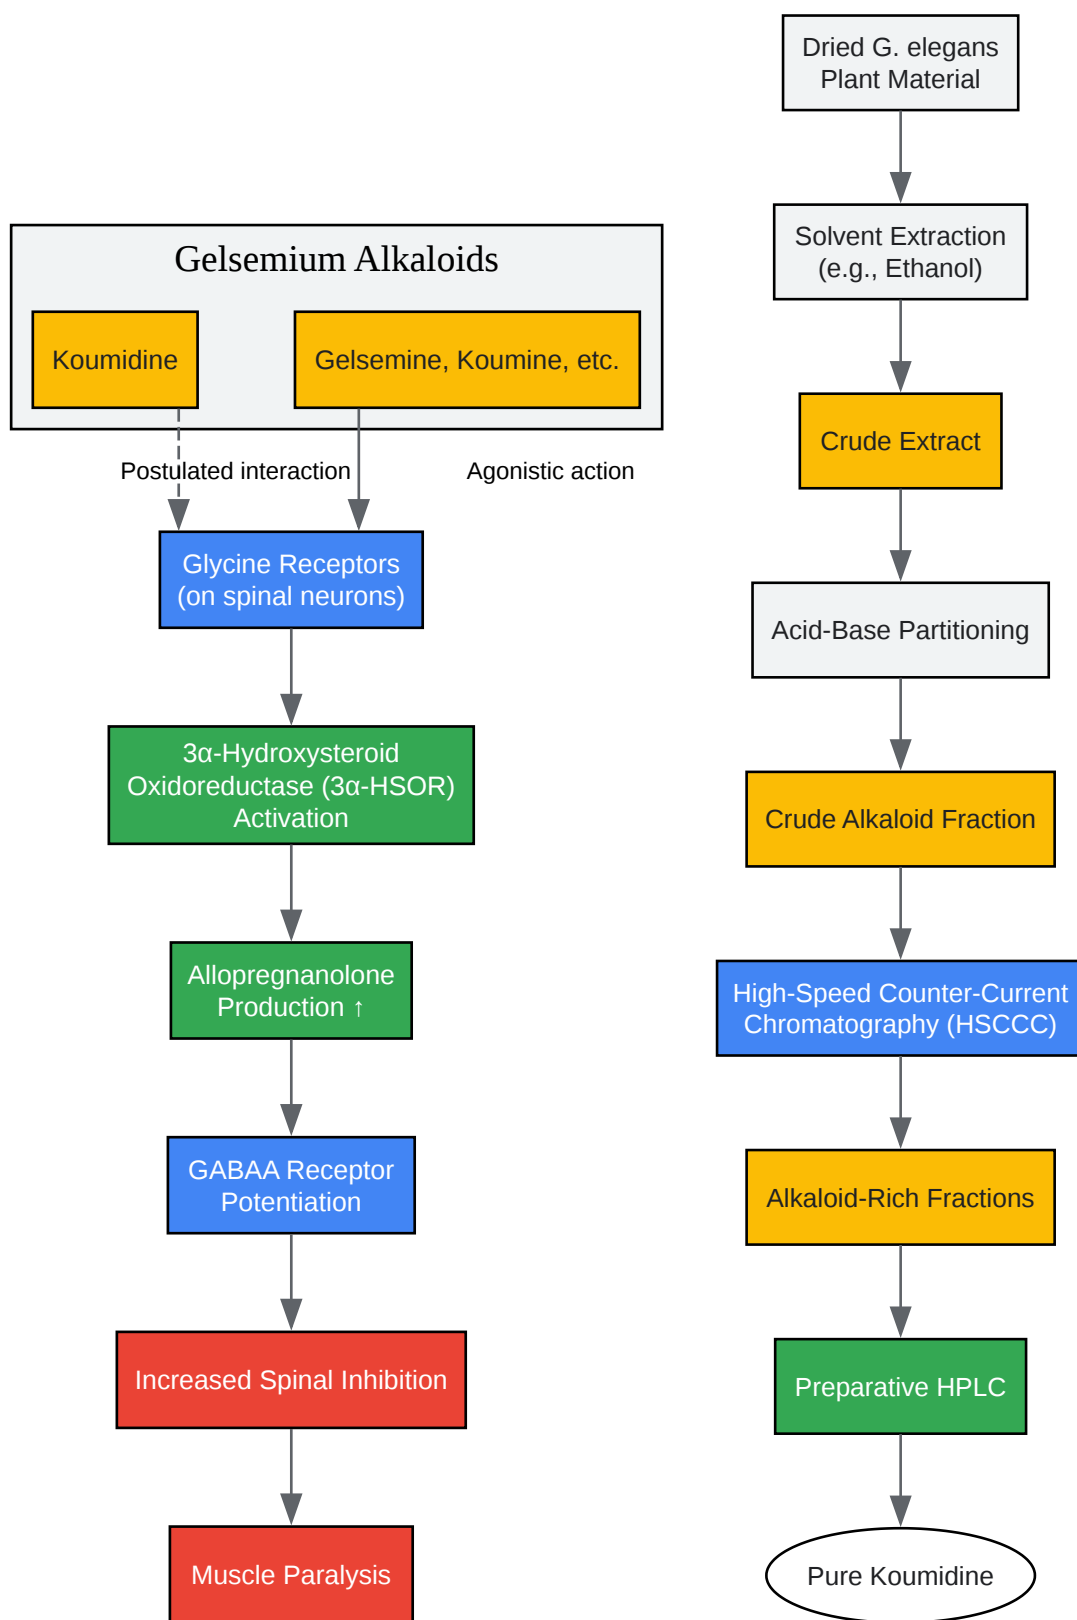 Gelsemium Alkaloids
Koumidine
Gelsemine, Koumine, etc.
Postulated interaction
Agonistic action
Glycine Receptors
(on spinal neurons)
3α-Hydroxysteroid
Oxidoreductase (3α-HSOR)
Activation
Allopregnanolone
Production ↑
GABAA Receptor
Potentiation
Increased Spinal Inhibition
Muscle Paralysis
Dried G. elegans
Plant Material
Solvent Extraction
(e.g., Ethanol)
Crude Extract
Acid-Base Partitioning
Crude Alkaloid Fraction
High-Speed Counter-Current
Chromatography (HSCCC)
Alkaloid-Rich Fractions
Preparative HPLC
Pure Koumidine